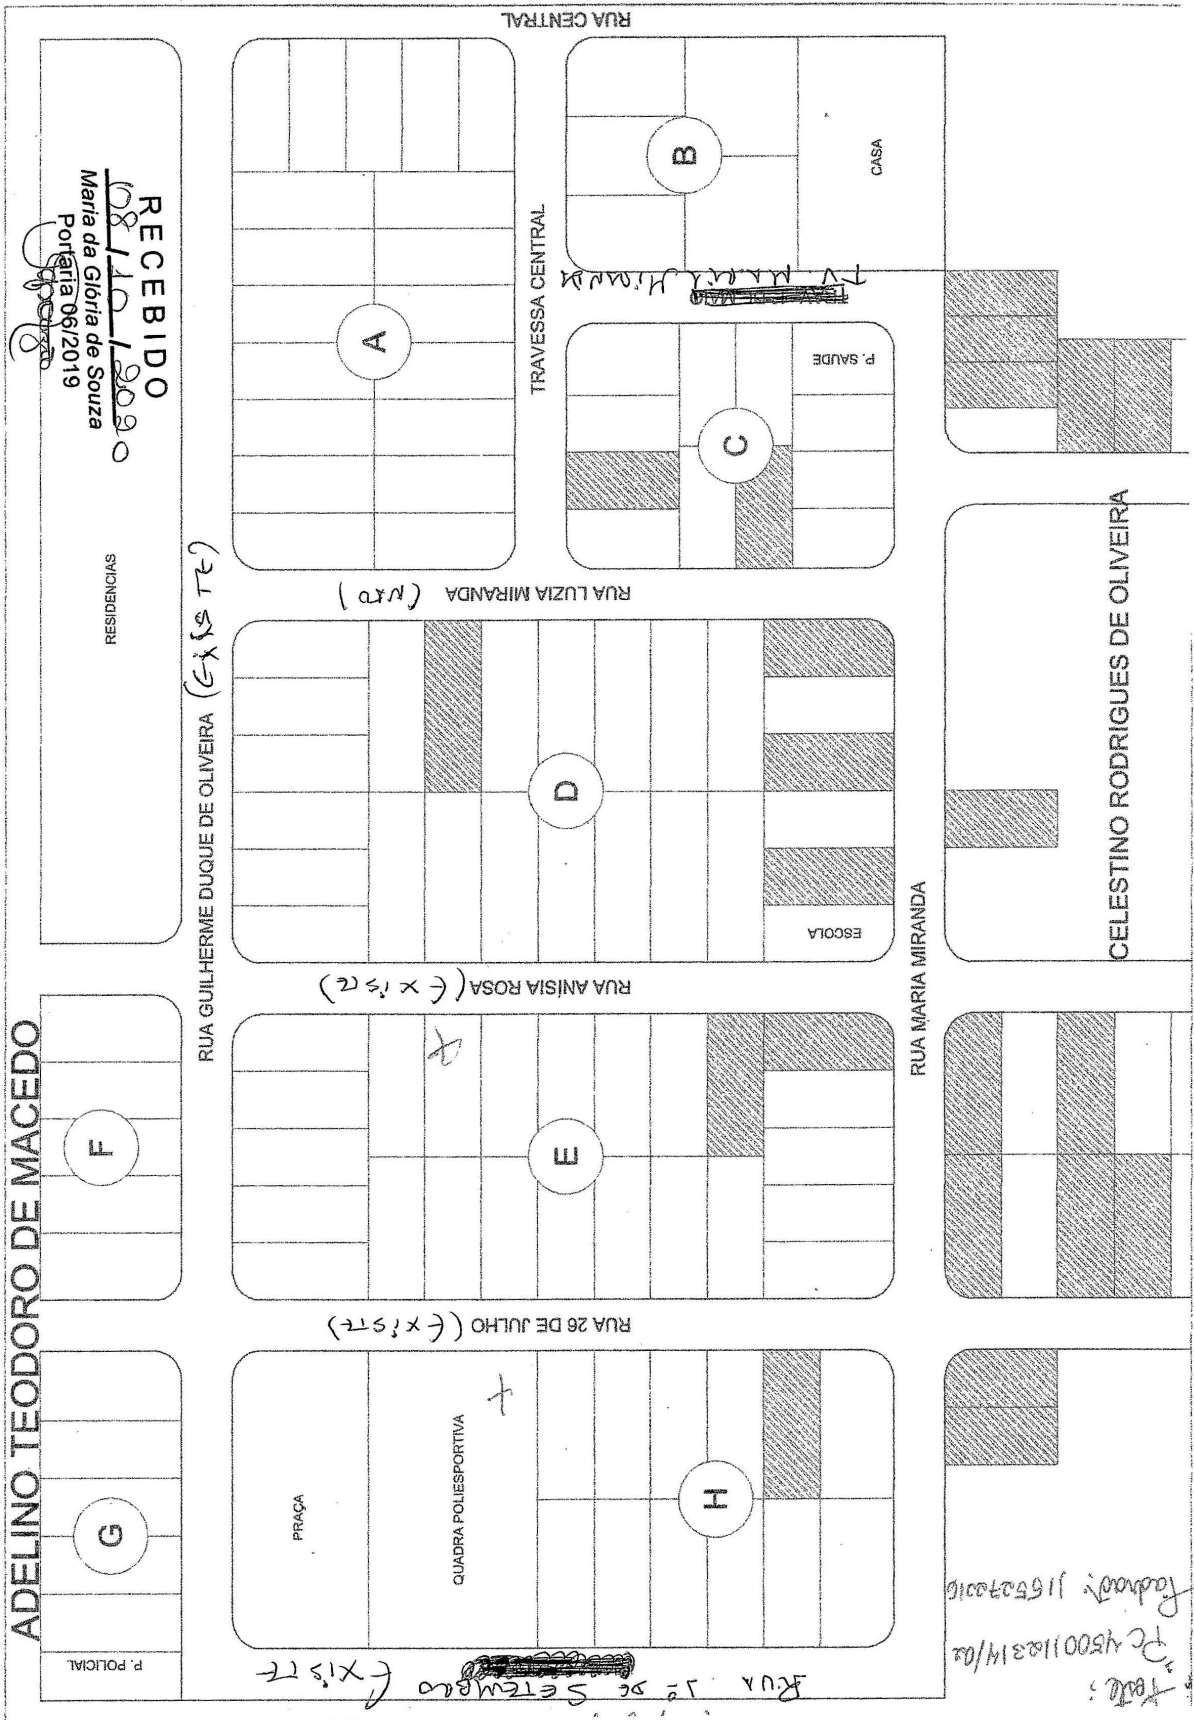 ADELINO TEODORO DE MACEDO
P. POLICIAL
G
F
RESIDENCIAS
RECEBIDO
08/10/2020
Maria da Glória de Souza
Portaria 06/2019
RUA GUILHERME DUQUE DE OLIVEIRA (EXISTE)
PRAÇA
QUADRA POLIESPORTIVA
H
RUA 1º DE SETEMBRO (EXISTE
RUA 26 DE JULHO (EXISTE)
E
RUA ANÍSIA ROSA (EXISTE)
D
ESCOLA
RUA LUZIA MIRANDA (NÃO)
A
TRAVESSA CENTRAL
C
P. SAUDE
TV MARIA MIRANDA
B
CASA
RUA CENTRAL
RUA MARIA MIRANDA
CELESTINO RODRIGUES DE OLIVEIRA
Padrão: